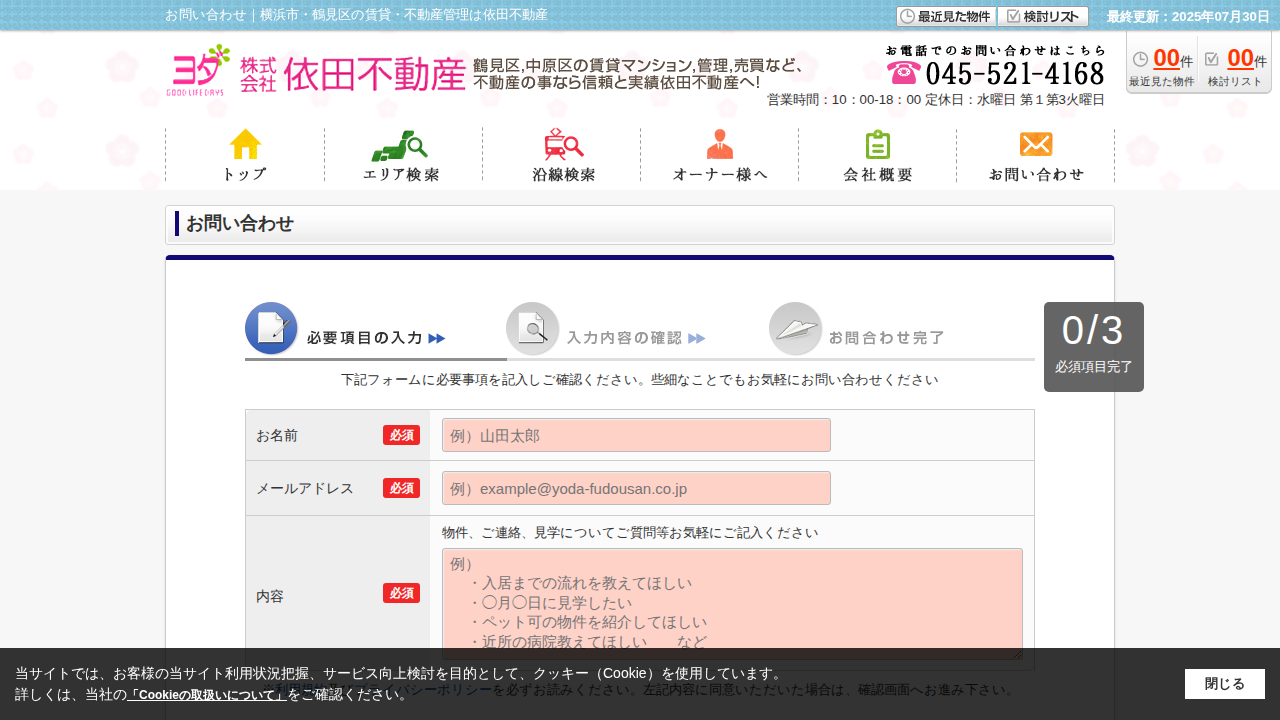 お問い合わせ｜横浜市・鶴見区の賃貸・不動産管理は依田不動産
最近見た物件
検討リスト
最終更新：2025年07月30日
ヨダ
GOOD LIFE DAYS
株式会社 依田不動産
鶴見区,中原区の賃貸マンション,管理,売買など、
不動産の事なら信頼と実績依田不動産へ!
お電話でのお問い合わせはこちら
045-521-4168
営業時間：10：00-18：00 定休日：水曜日 第１第3火曜日
00件
最近見た物件
00件
検討リスト
トップ
エリア検索
沿線検索
オーナー様へ
会社概要
お問い合わせ
お問い合わせ
必要項目の入力
入力内容の確認
お問合わせ完了
0/3
必須項目完了
下記フォームに必要事項を記入しご確認ください。些細なことでもお気軽にお問い合わせください
お名前 必須
例）山田太郎
メールアドレス 必須
例）example@yoda-fudousan.co.jp
内容 必須
物件、ご連絡、見学についてご質問等お気軽にご記入ください
例）
・入居までの流れを教えてほしい
・◯月◯日に見学したい
・ペット可の物件を紹介してほしい
・近所の病院教えてほしい　　など
プライバシーポリシーを必ずお読みください。左記内容に同意いただいた場合は、確認画面へお進み下さい。
当サイトでは、お客様の当サイト利用状況把握、サービス向上検討を目的として、クッキー（Cookie）を使用しています。
詳しくは、当社の「Cookieの取扱いについて」をご確認ください。
閉じる